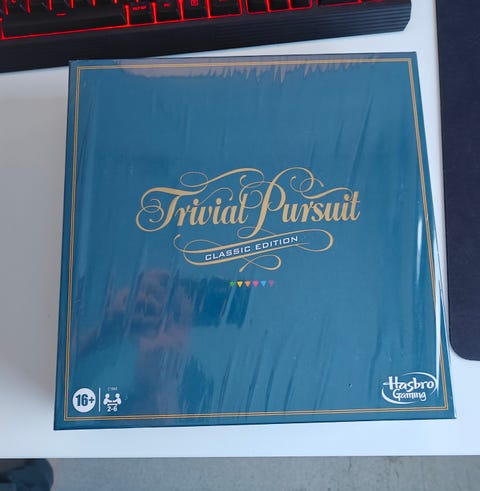 Trivial Pursuit
CLASSIC EDITION
16+
2-6
Hasbro
Gaming